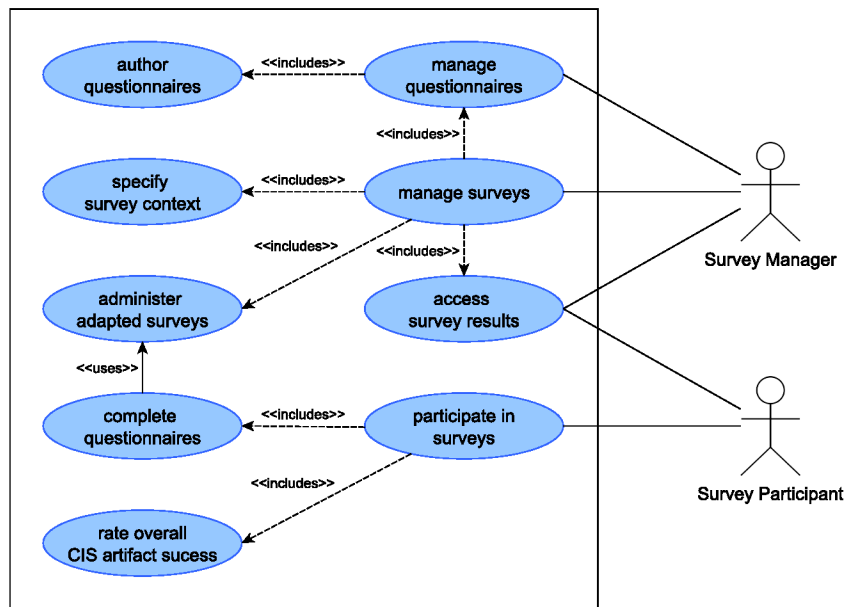 author
questionnaires
<<includes>>
manage
questionnaires
<<includes>>
specify
survey context
<<includes>>
manage surveys
<<includes>>
<<includes>>
Survey Manager
administer
adapted surveys
access
survey results
<<uses>>
complete
questionnaires
<<includes>>
participate in
surveys
<<includes>>
Survey Participant
rate overall
CIS artifact sucess